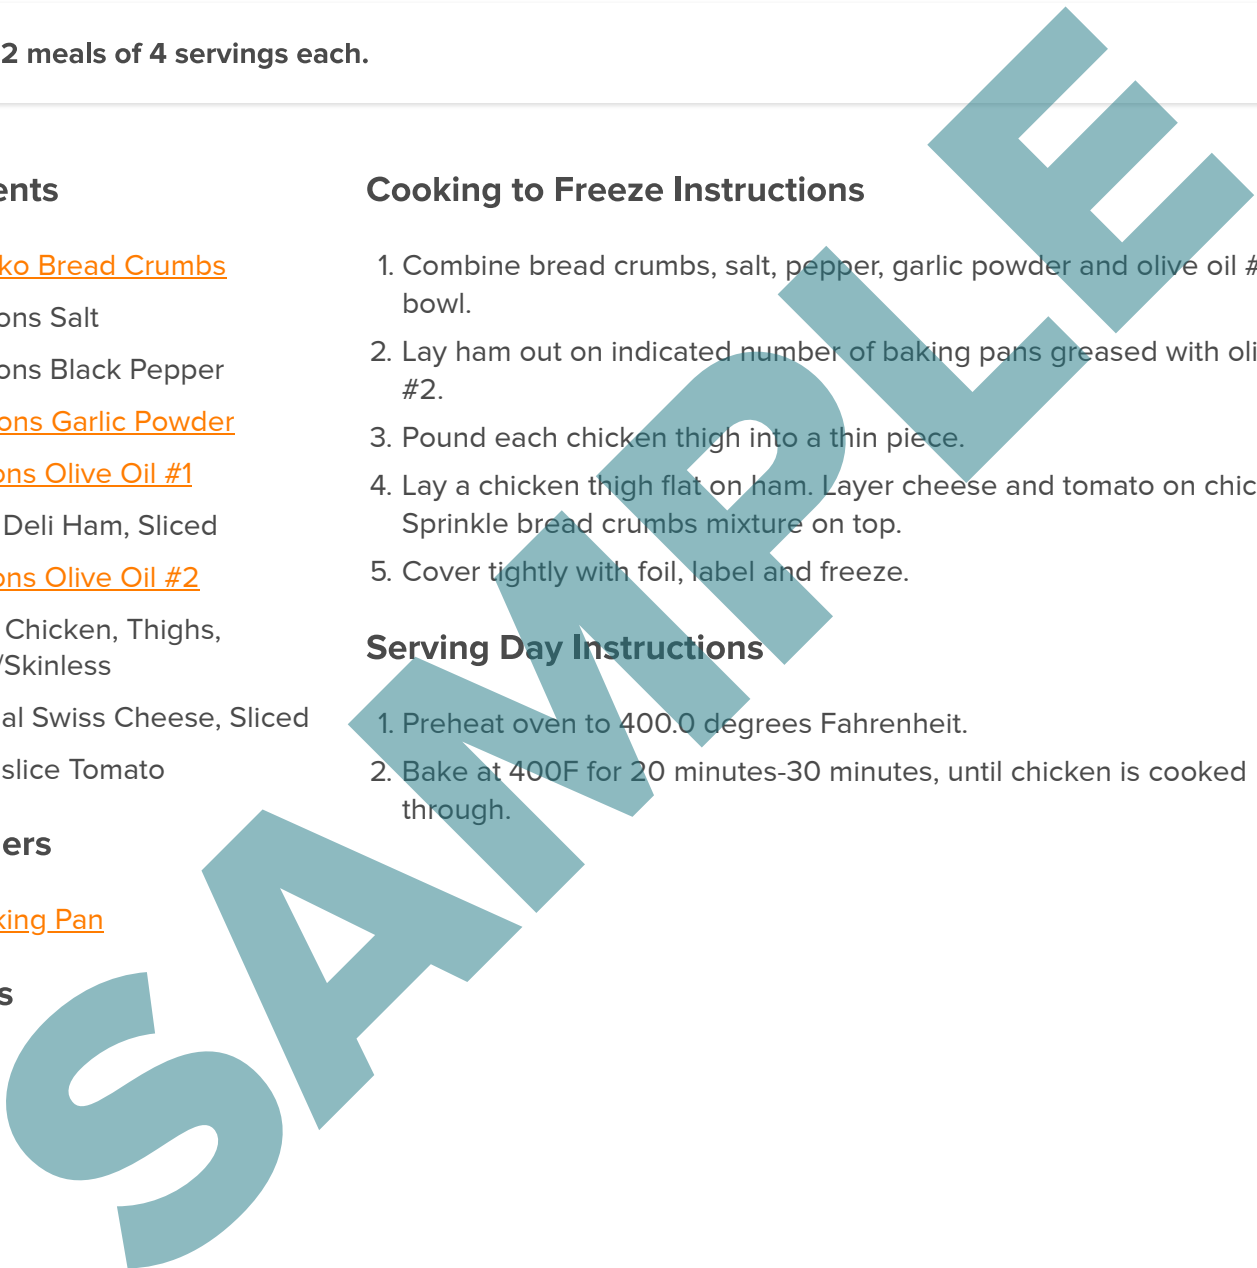 2 meals of 4 servings each.
ents
ko Bread Crumbs
ons Salt
ons Black Pepper
ons Garlic Powder
ons Olive Oil #1
Deli Ham, Sliced
ons Olive Oil #2
Chicken, Thighs,
/Skinless
al Swiss Cheese, Sliced
slice Tomato
ers
king Pan
s
Cooking to Freeze Instructions
1. Combine bread crumbs, salt, pepper, garlic powder and olive oil #
bowl.
2. Lay ham out on indicated number of baking pans greased with oli
#2.
3. Pound each chicken thigh into a thin piece.
4. Lay a chicken thigh flat on ham. Layer cheese and tomato on chic
Sprinkle bread crumbs mixture on top.
5. Cover tightly with foil, label and freeze.
Serving Day Instructions
1. Preheat oven to 400.0 degrees Fahrenheit.
2. Bake at 400F for 20 minutes-30 minutes, until chicken is cooked
through.
SAMPLE